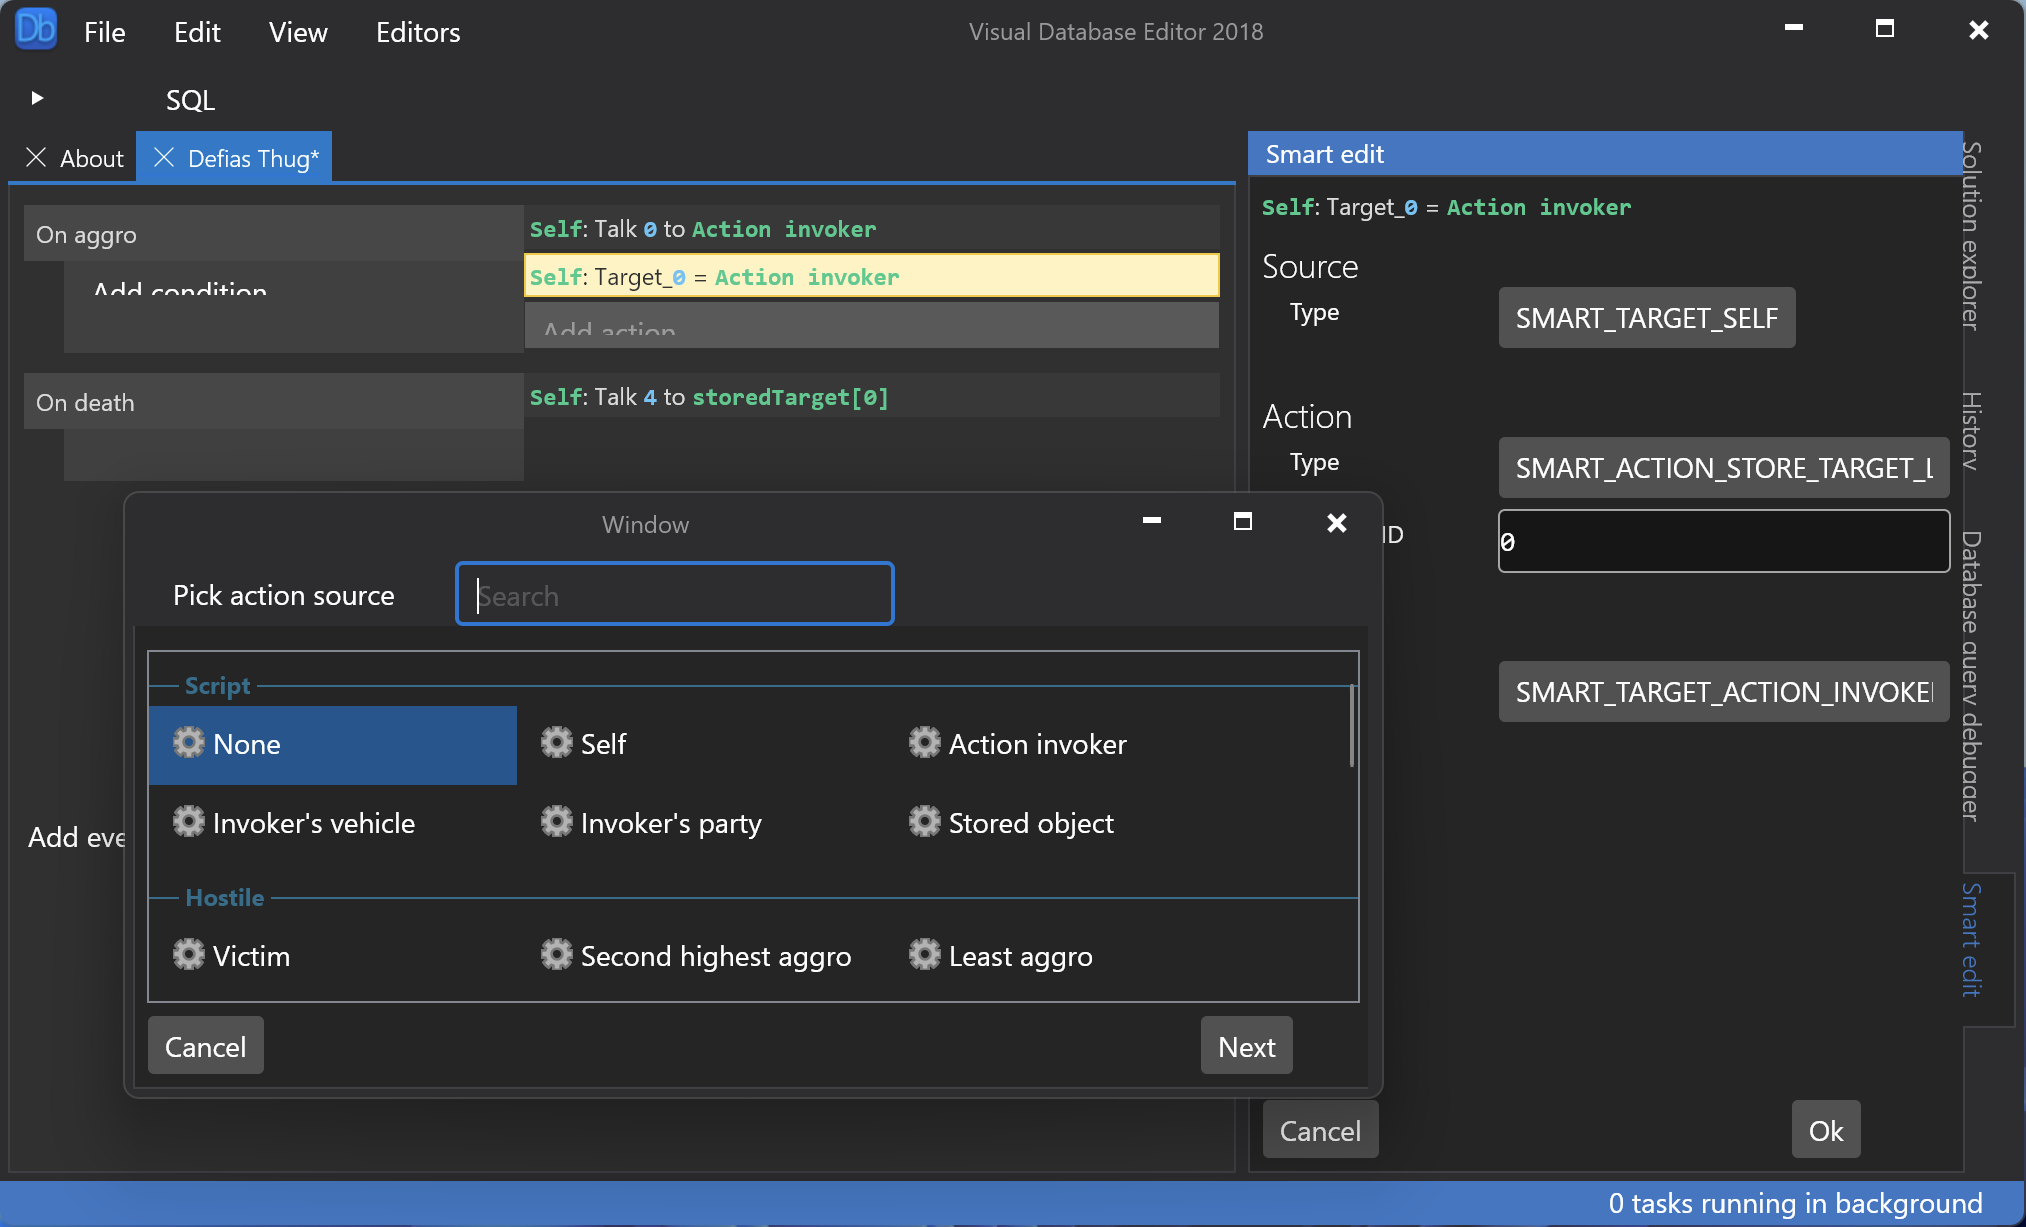 Db File Edit View Editors Visual Database Editor 2018
SQL
About Defias Thug*
On aggro
Add condition
Self: Talk 0 to Action invoker
Self: Target_0 = Action invoker
Add action
On death
Self: Talk 4 to storedTarget[0]
Add eve
Smart edit
Self: Target_0 = Action invoker
Source
Type SMART_TARGET_SELF
Action
Type SMART_ACTION_STORE_TARGET_L
ID 0
SMART_TARGET_ACTION_INVOKE
Cancel Ok
Window
Pick action source Search
Script
None Self Action invoker
Invoker's vehicle Invoker's party Stored object
Hostile
Victim Second highest aggro Least aggro
Cancel Next
Solution explorer
History
Database query debugger
Smart edit
0 tasks running in background